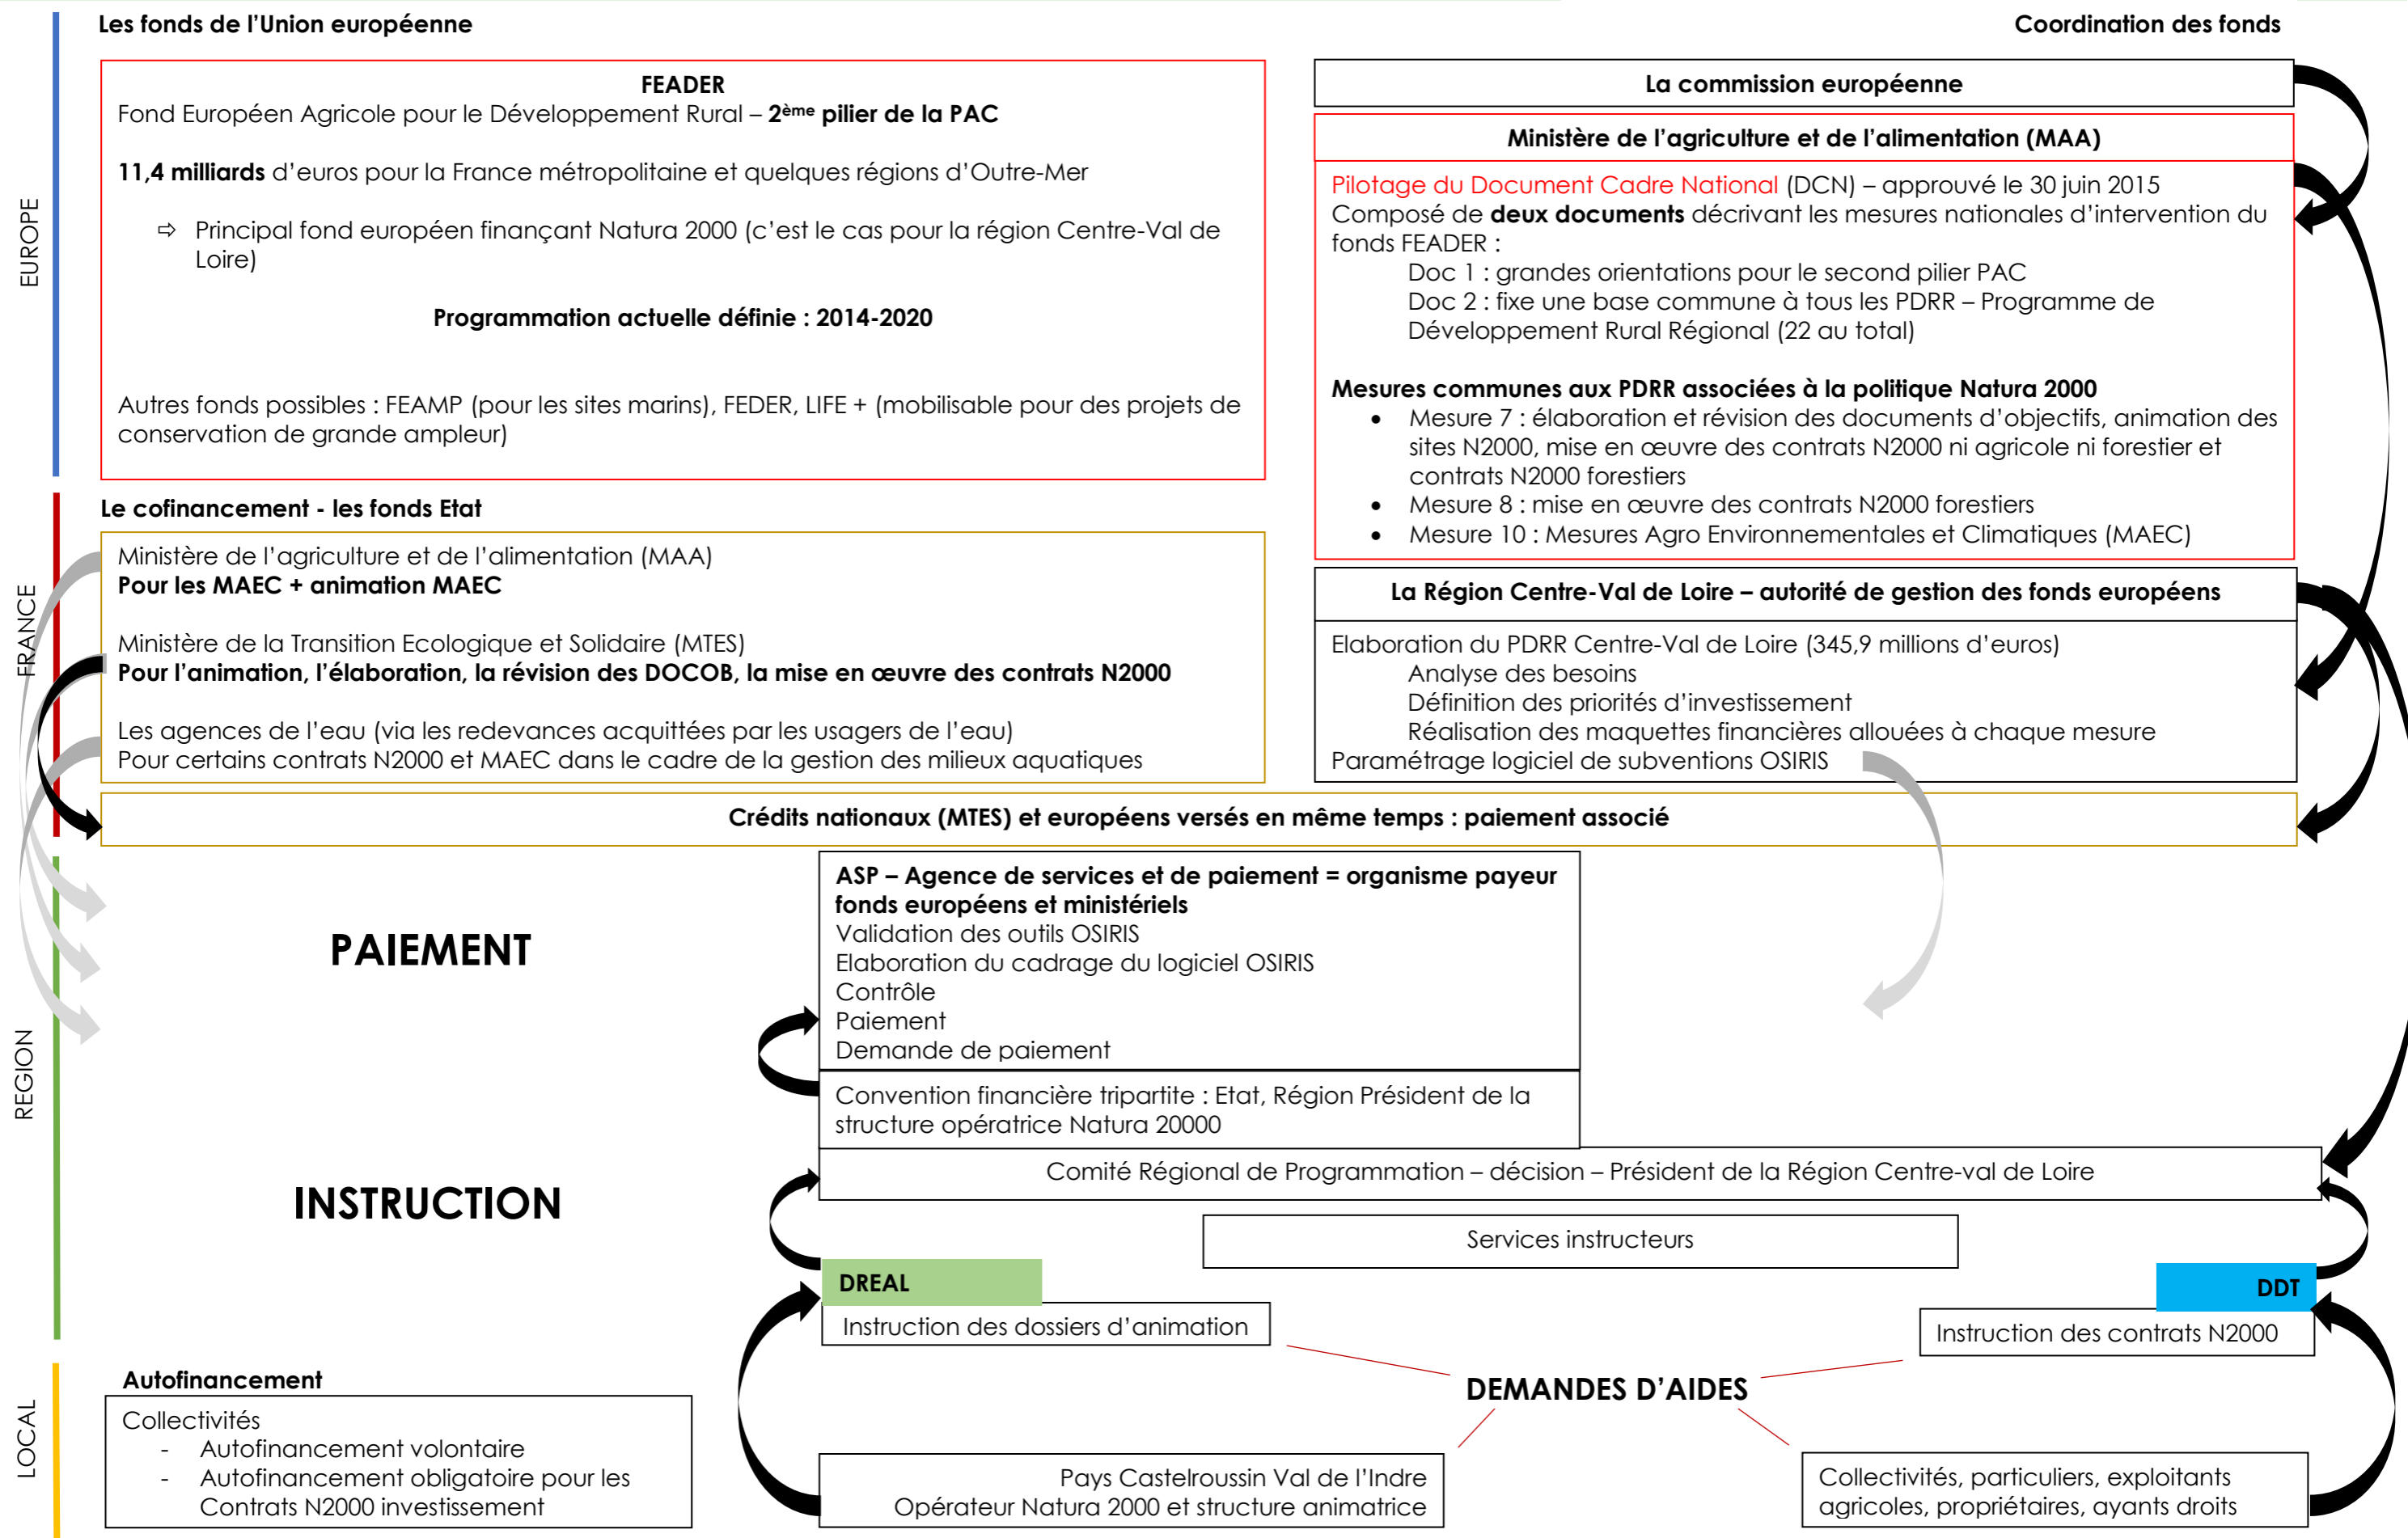 Les fonds de l'Union européenne
Coordination des fonds
EUROPE
FEADER
Fond Européen Agricole pour le Développement Rural – 2ème pilier de la PAC
11,4 milliards d'euros pour la France métropolitaine et quelques régions d'Outre-Mer
⇨ Principal fond européen finançant Natura 2000 (c'est le cas pour la région Centre-Val de
Loire)
Programmation actuelle définie : 2014-2020
Autres fonds possibles : FEAMP (pour les sites marins), FEDER, LIFE + (mobilisable pour des projets de
conservation de grande ampleur)
La commission européenne
Ministère de l'agriculture et de l'alimentation (MAA)
Pilotage du Document Cadre National (DCN) – approuvé le 30 juin 2015
Composé de deux documents décrivant les mesures nationales d'intervention du
fonds FEADER :
Doc 1 : grandes orientations pour le second pilier PAC
Doc 2 : fixe une base commune à tous les PDRR – Programme de
Développement Rural Régional (22 au total)
Mesures communes aux PDRR associées à la politique Natura 2000
• Mesure 7 : élaboration et révision des documents d'objectifs, animation des
sites N2000, mise en œuvre des contrats N2000 ni agricole ni forestier et
contrats N2000 forestiers
• Mesure 8 : mise en œuvre des contrats N2000 forestiers
• Mesure 10 : Mesures Agro Environnementales et Climatiques (MAEC)
FRANCE
Le cofinancement - les fonds Etat
Ministère de l'agriculture et de l'alimentation (MAA)
Pour les MAEC + animation MAEC
Ministère de la Transition Ecologique et Solidaire (MTES)
Pour l'animation, l'élaboration, la révision des DOCOB, la mise en œuvre des contrats N2000
Les agences de l'eau (via les redevances acquittées par les usagers de l'eau)
Pour certains contrats N2000 et MAEC dans le cadre de la gestion des milieux aquatiques
La Région Centre-Val de Loire – autorité de gestion des fonds européens
Elaboration du PDRR Centre-Val de Loire (345,9 millions d'euros)
Analyse des besoins
Définition des priorités d'investissement
Réalisation des maquettes financières allouées à chaque mesure
Paramétrage logiciel de subventions OSIRIS
Crédits nationaux (MTES) et européens versés en même temps : paiement associé
REGION
PAIEMENT
ASP – Agence de services et de paiement = organisme payeur
fonds européens et ministériels
Validation des outils OSIRIS
Elaboration du cadrage du logiciel OSIRIS
Contrôle
Paiement
Demande de paiement
Convention financière tripartite : Etat, Région Président de la
structure opératrice Natura 20000
INSTRUCTION
Comité Régional de Programmation – décision – Président de la Région Centre-val de Loire
Services instructeurs
DREAL
Instruction des dossiers d'animation
DDT
Instruction des contrats N2000
DEMANDES D'AIDES
LOCAL
Autofinancement
Collectivités
- Autofinancement volontaire
- Autofinancement obligatoire pour les
Contrats N2000 investissement
Pays Castelroussin Val de l'Indre
Opérateur Natura 2000 et structure animatrice
Collectivités, particuliers, exploitants
agricoles, propriétaires, ayants droits